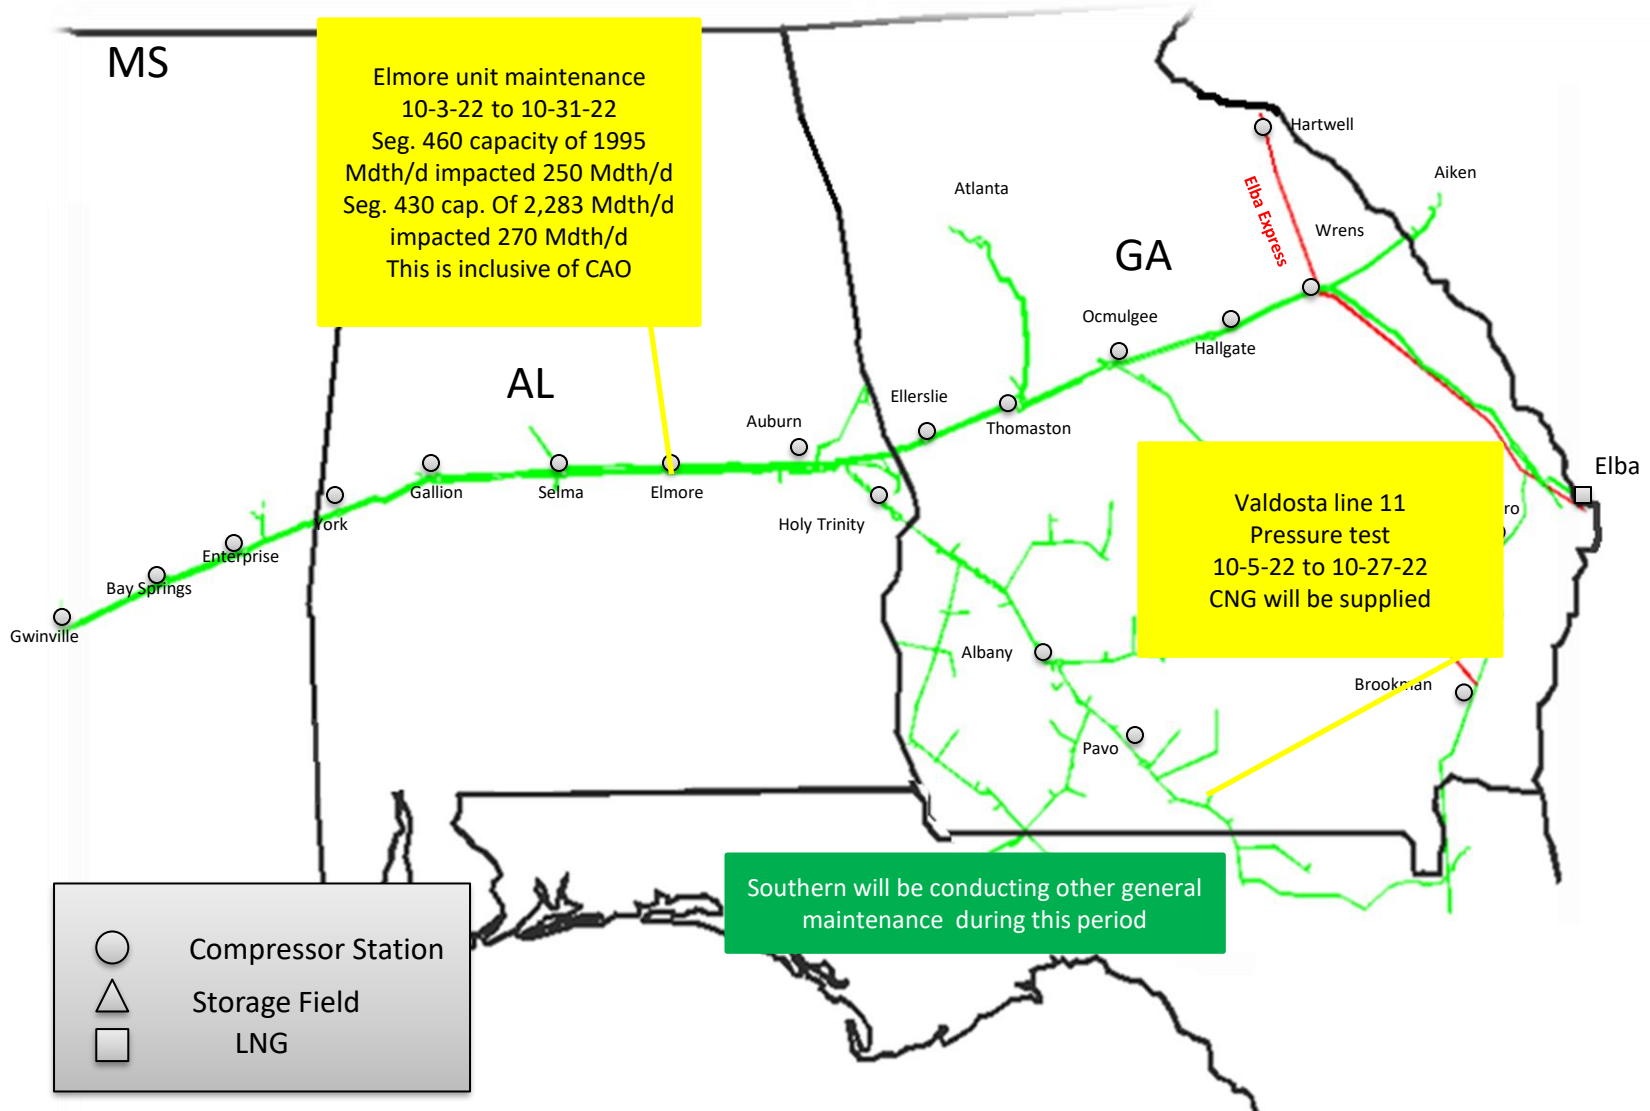 MS
Elmore unit maintenance
10-3-22 to 10-31-22
Seg. 460 capacity of 1995
Mdth/d impacted 250 Mdth/d
Seg. 430 cap. Of 2,283 Mdth/d
impacted 270 Mdth/d
This is inclusive of CAO
Hartwell
Aiken
Atlanta
Elba Express
Wrens
GA
Ocmulgee
Hallgate
AL
Ellerslie
Auburn
Thomaston
Elba
Gallion
Selma
Elmore
Holy Trinity
York
Enterprise
Bay Springs
Gwinville
ro
Valdosta line 11
Pressure test
10-5-22 to 10-27-22
CNG will be supplied
Albany
Brookman
Pavo
Southern will be conducting other general
maintenance during this period
Compressor Station
Storage Field
LNG